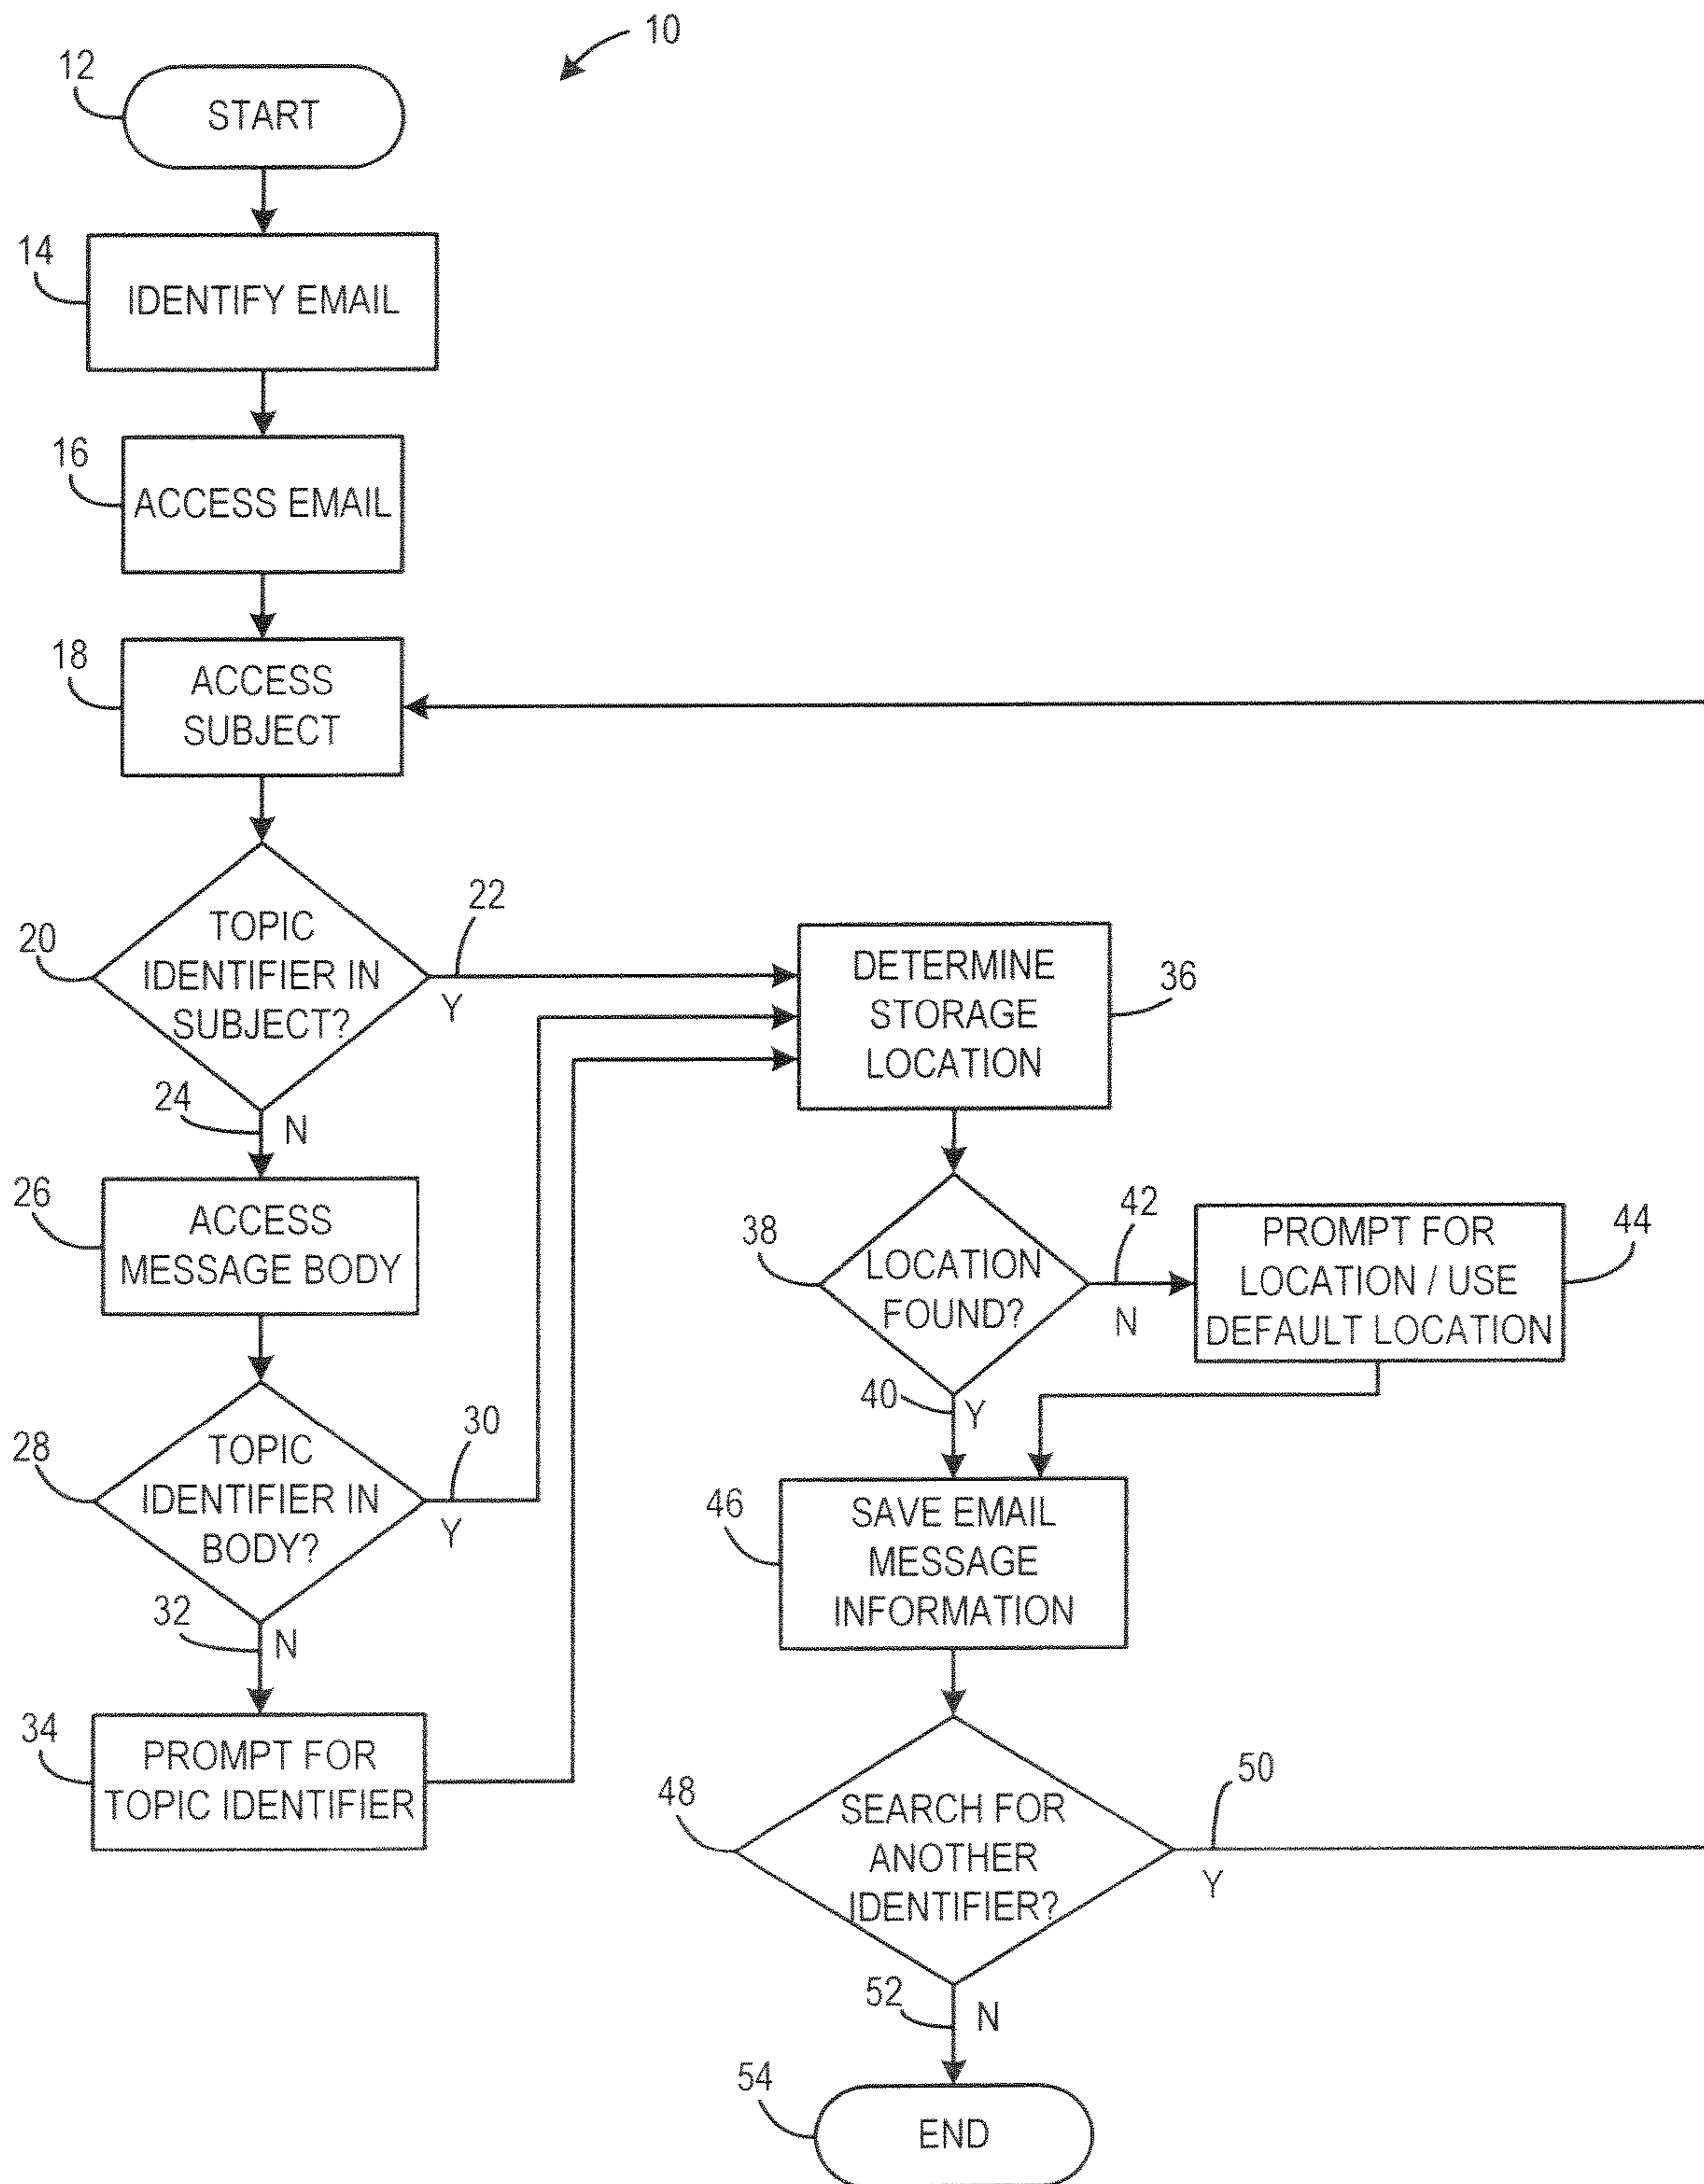 10
12
START
14
IDENTIFY EMAIL
16
ACCESS EMAIL
18
ACCESS
SUBJECT
20
TOPIC
IDENTIFIER IN
SUBJECT?
22
Y
24
N
26
ACCESS
MESSAGE BODY
28
TOPIC
IDENTIFIER IN
BODY?
30
Y
32
N
34
PROMPT FOR
TOPIC IDENTIFIER
DETERMINE
STORAGE
LOCATION
36
38
LOCATION
FOUND?
40
Y
42
N
PROMPT FOR
LOCATION / USE
DEFAULT LOCATION
44
46
SAVE EMAIL
MESSAGE
INFORMATION
48
SEARCH FOR
ANOTHER
IDENTIFIER?
50
Y
52
N
54
END